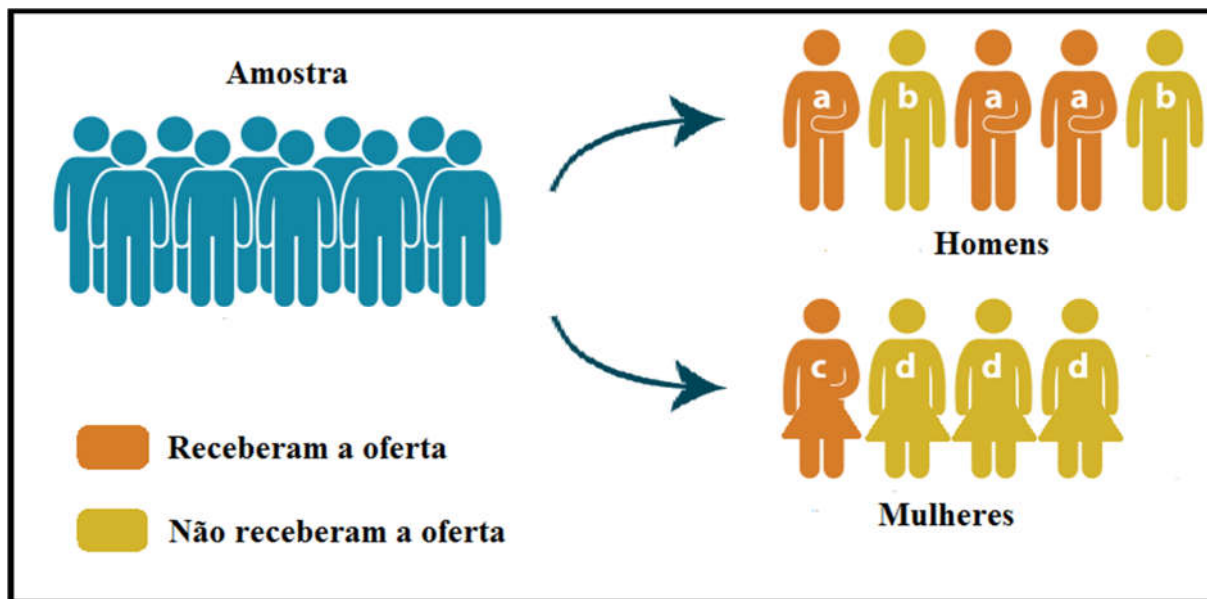 Amostra
a b a a b
Homens
c d d d
Mulheres
Receberam a oferta
Não receberam a oferta